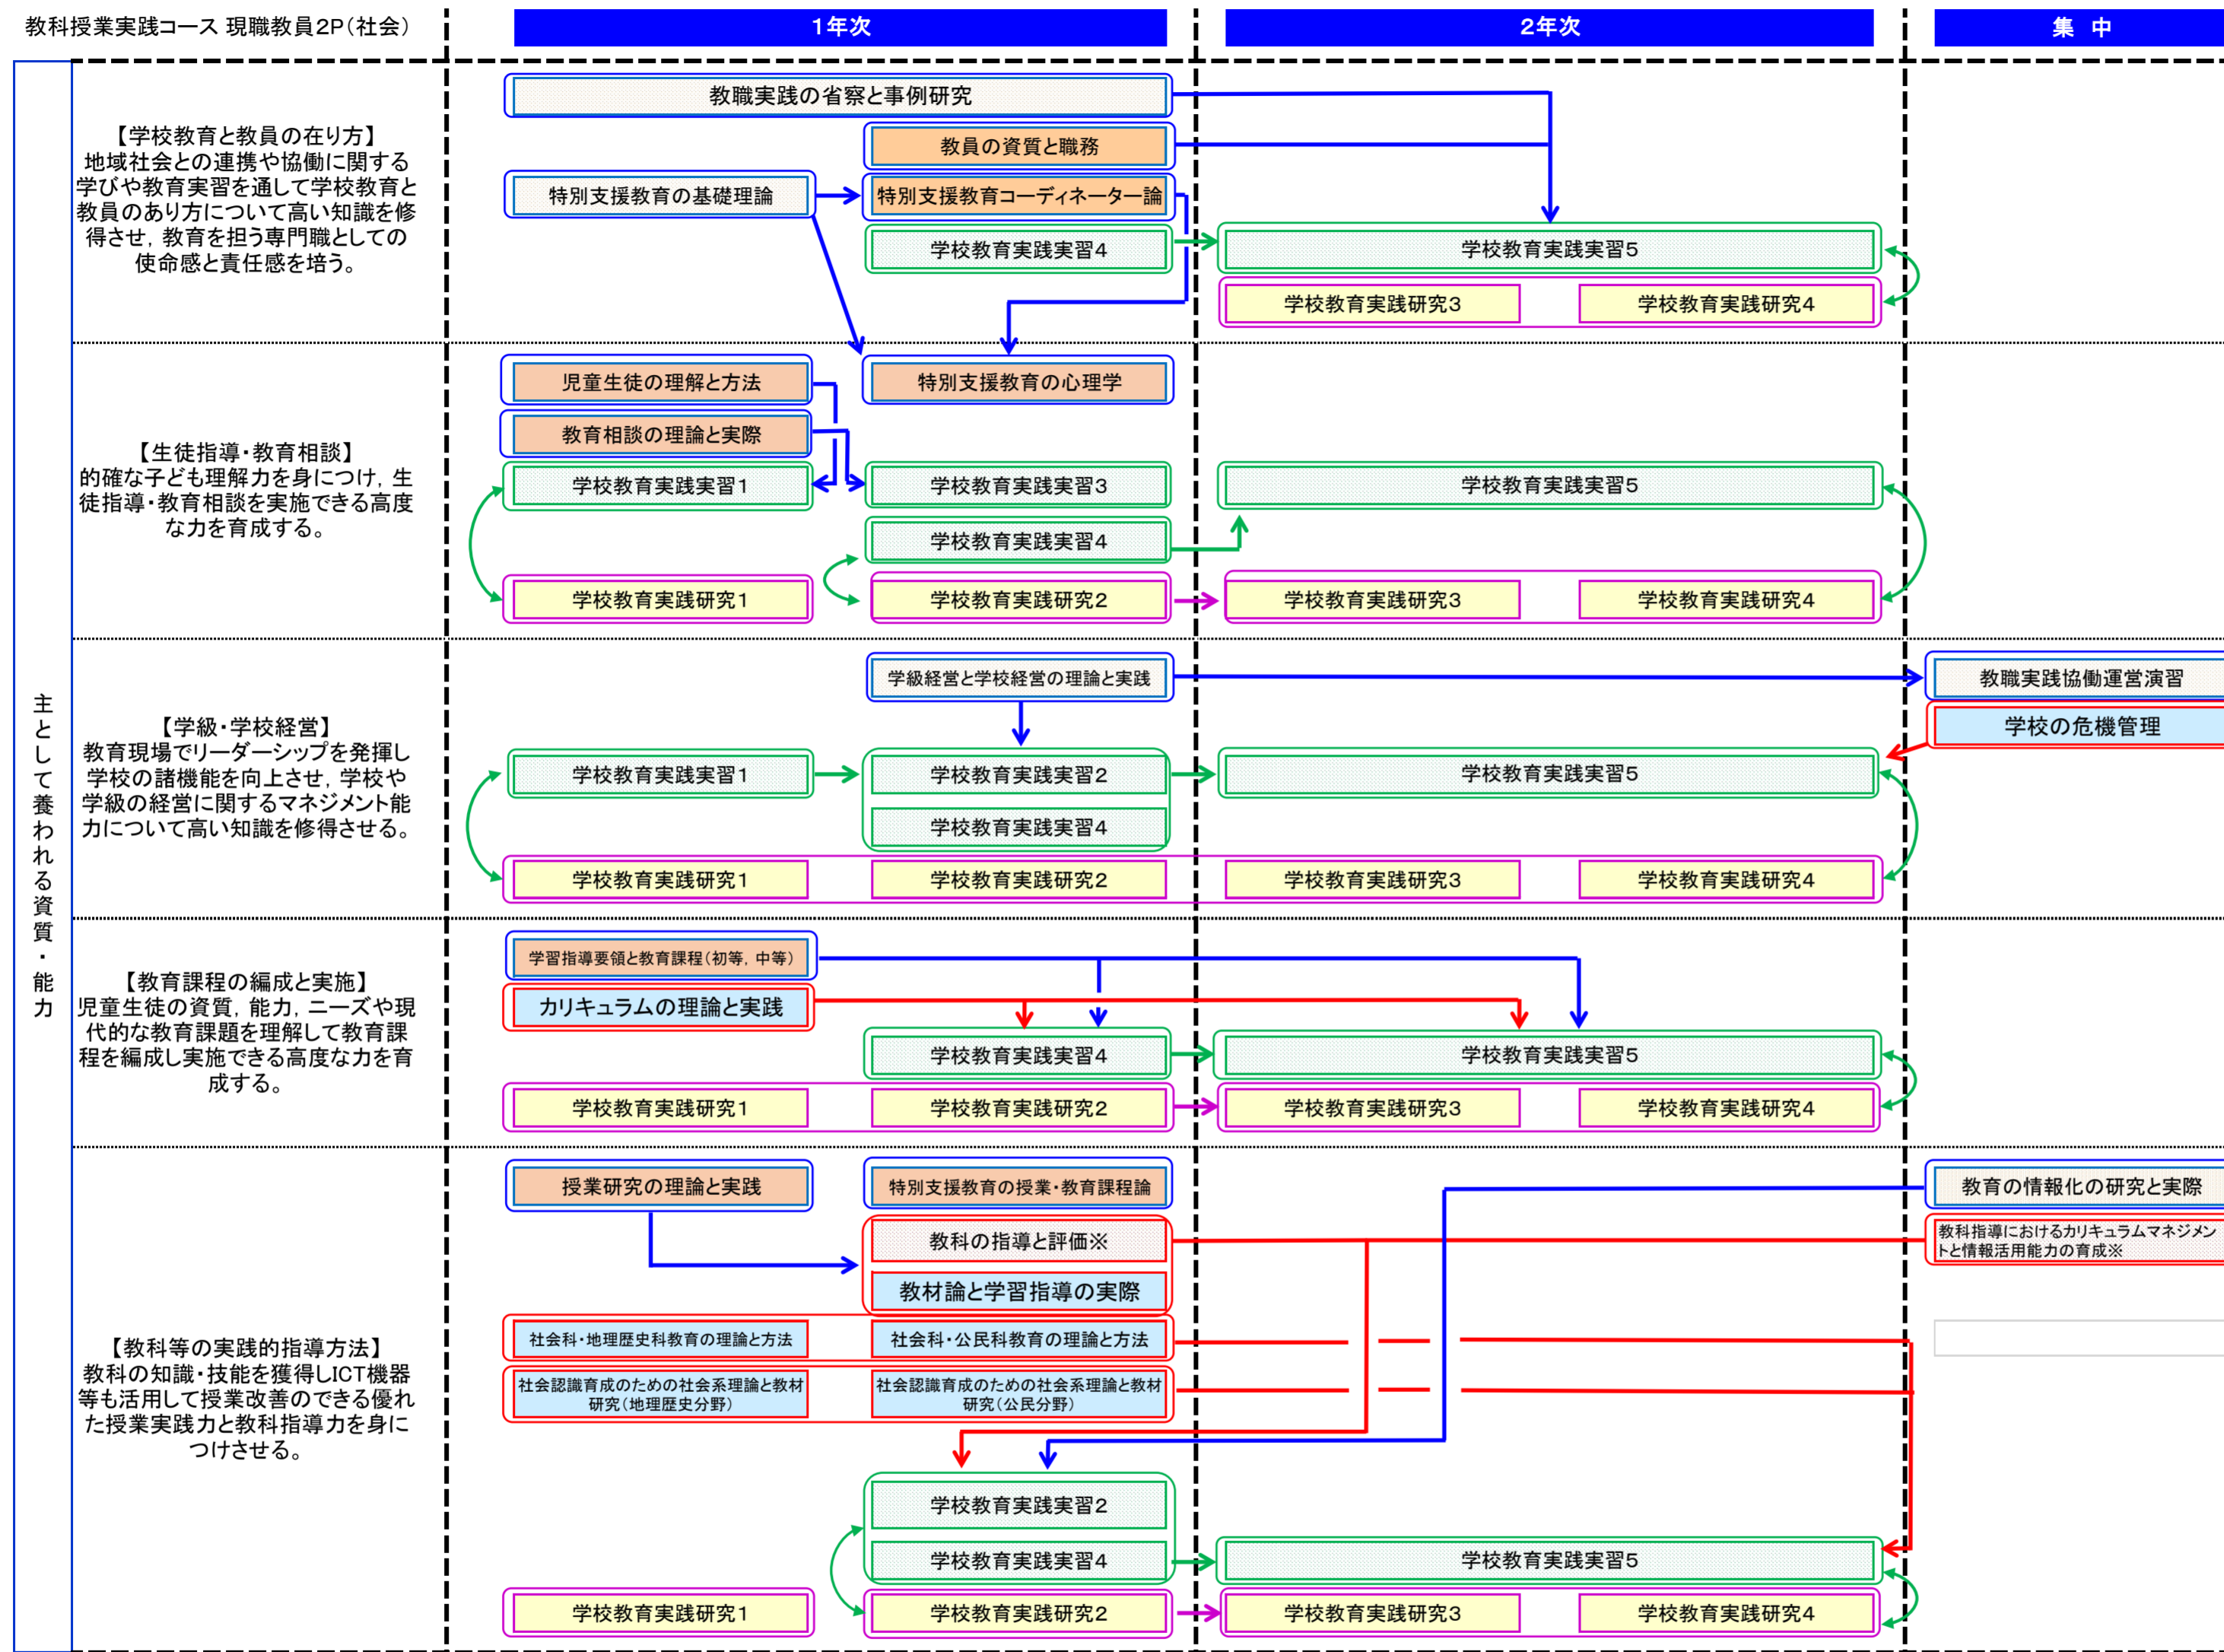 教科授業実践コース 現職教員2P(社会)
1年次
2年次
集 中
主として養われる資質・能力
【学校教育と教員の在り方】
地域社会との連携や協働に関する
学びや教育実習を通して学校教育と
教員のあり方について高い知識を修
得させ，教育を担う専門職としての
使命感と責任感を培う。
教職実践の省察と事例研究
教員の資質と職務
特別支援教育の基礎理論
特別支援教育コーディネーター論
学校教育実践実習4
学校教育実践実習5
学校教育実践研究3
学校教育実践研究4
【生徒指導・教育相談】
的確な子ども理解力を身につけ，生
徒指導・教育相談を実施できる高度
な力を育成する。
児童生徒の理解と方法
特別支援教育の心理学
教育相談の理論と実際
学校教育実践実習1
学校教育実践実習3
学校教育実践実習5
学校教育実践実習4
学校教育実践研究1
学校教育実践研究2
学校教育実践研究3
学校教育実践研究4
【学級・学校経営】
教育現場でリーダーシップを発揮し
学校の諸機能を向上させ，学校や
学級の経営に関するマネジメント能
力について高い知識を修得させる。
学級経営と学校経営の理論と実践
教職実践協働運営演習
学校の危機管理
学校教育実践実習1
学校教育実践実習2
学校教育実践実習5
学校教育実践実習4
学校教育実践研究1
学校教育実践研究2
学校教育実践研究3
学校教育実践研究4
【教育課程の編成と実施】
児童生徒の資質，能力，ニーズや現
代的な教育課題を理解して教育課
程を編成し実施できる高度な力を育
成する。
学習指導要領と教育課程(初等，中等)
カリキュラムの理論と実践
学校教育実践実習4
学校教育実践実習5
学校教育実践研究1
学校教育実践研究2
学校教育実践研究3
学校教育実践研究4
【教科等の実践的指導方法】
教科の知識・技能を獲得しICT機器
等も活用して授業改善のできる優れ
た授業実践力と教科指導力を身に
つけさせる。
授業研究の理論と実践
特別支援教育の授業・教育課程論
教育の情報化の研究と実際
教科の指導と評価※
教科指導におけるカリキュラムマネジメン
トと情報活用能力の育成※
教材論と学習指導の実際
社会科・地理歴史科教育の理論と方法
社会科・公民科教育の理論と方法
社会認識育成のための社会系理論と教材
研究(地理歴史分野)
社会認識育成のための社会系理論と教材
研究(公民分野)
学校教育実践実習2
学校教育実践実習4
学校教育実践実習5
学校教育実践研究1
学校教育実践研究2
学校教育実践研究3
学校教育実践研究4